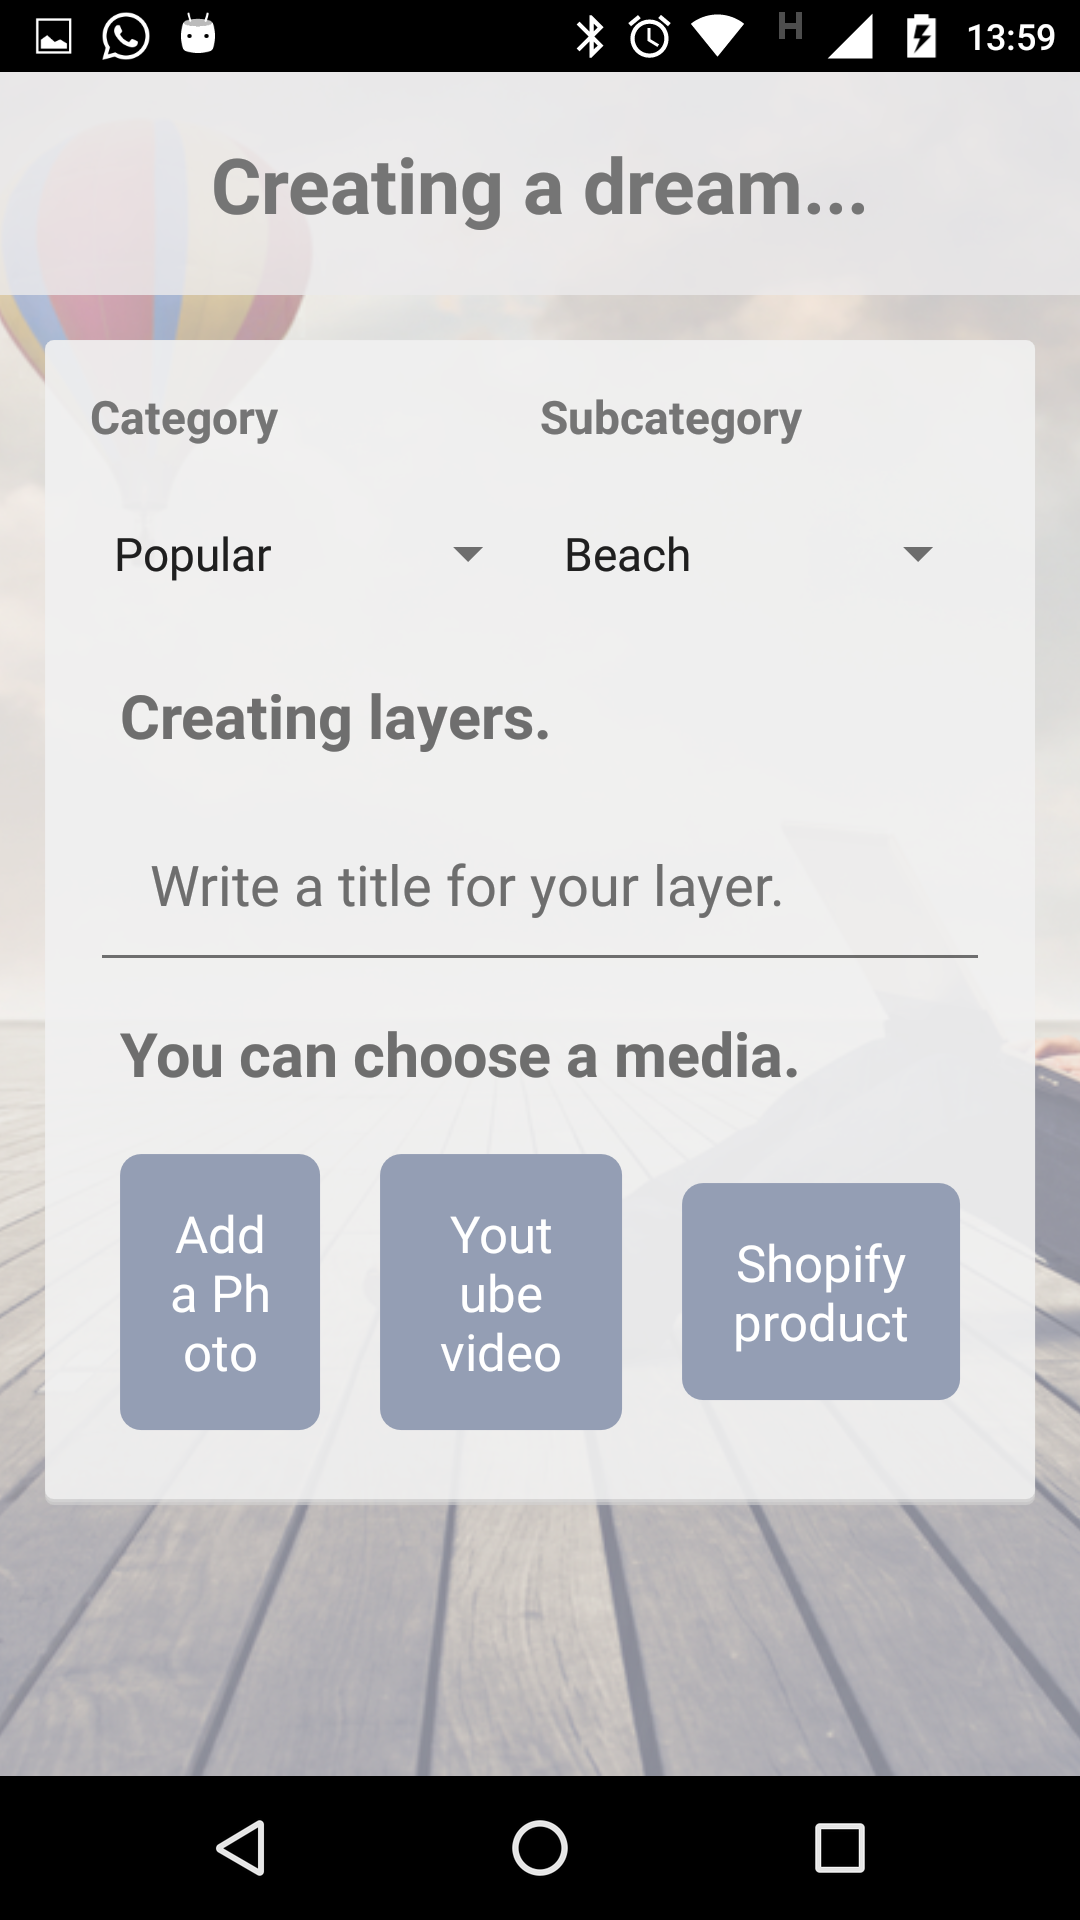 H 13:59
Creating a dream...
Category Subcategory
Popular Beach
Creating layers.
Write a title for your layer.
You can choose a media.
Add
a Ph
oto
Yout
ube
video
Shopify
product